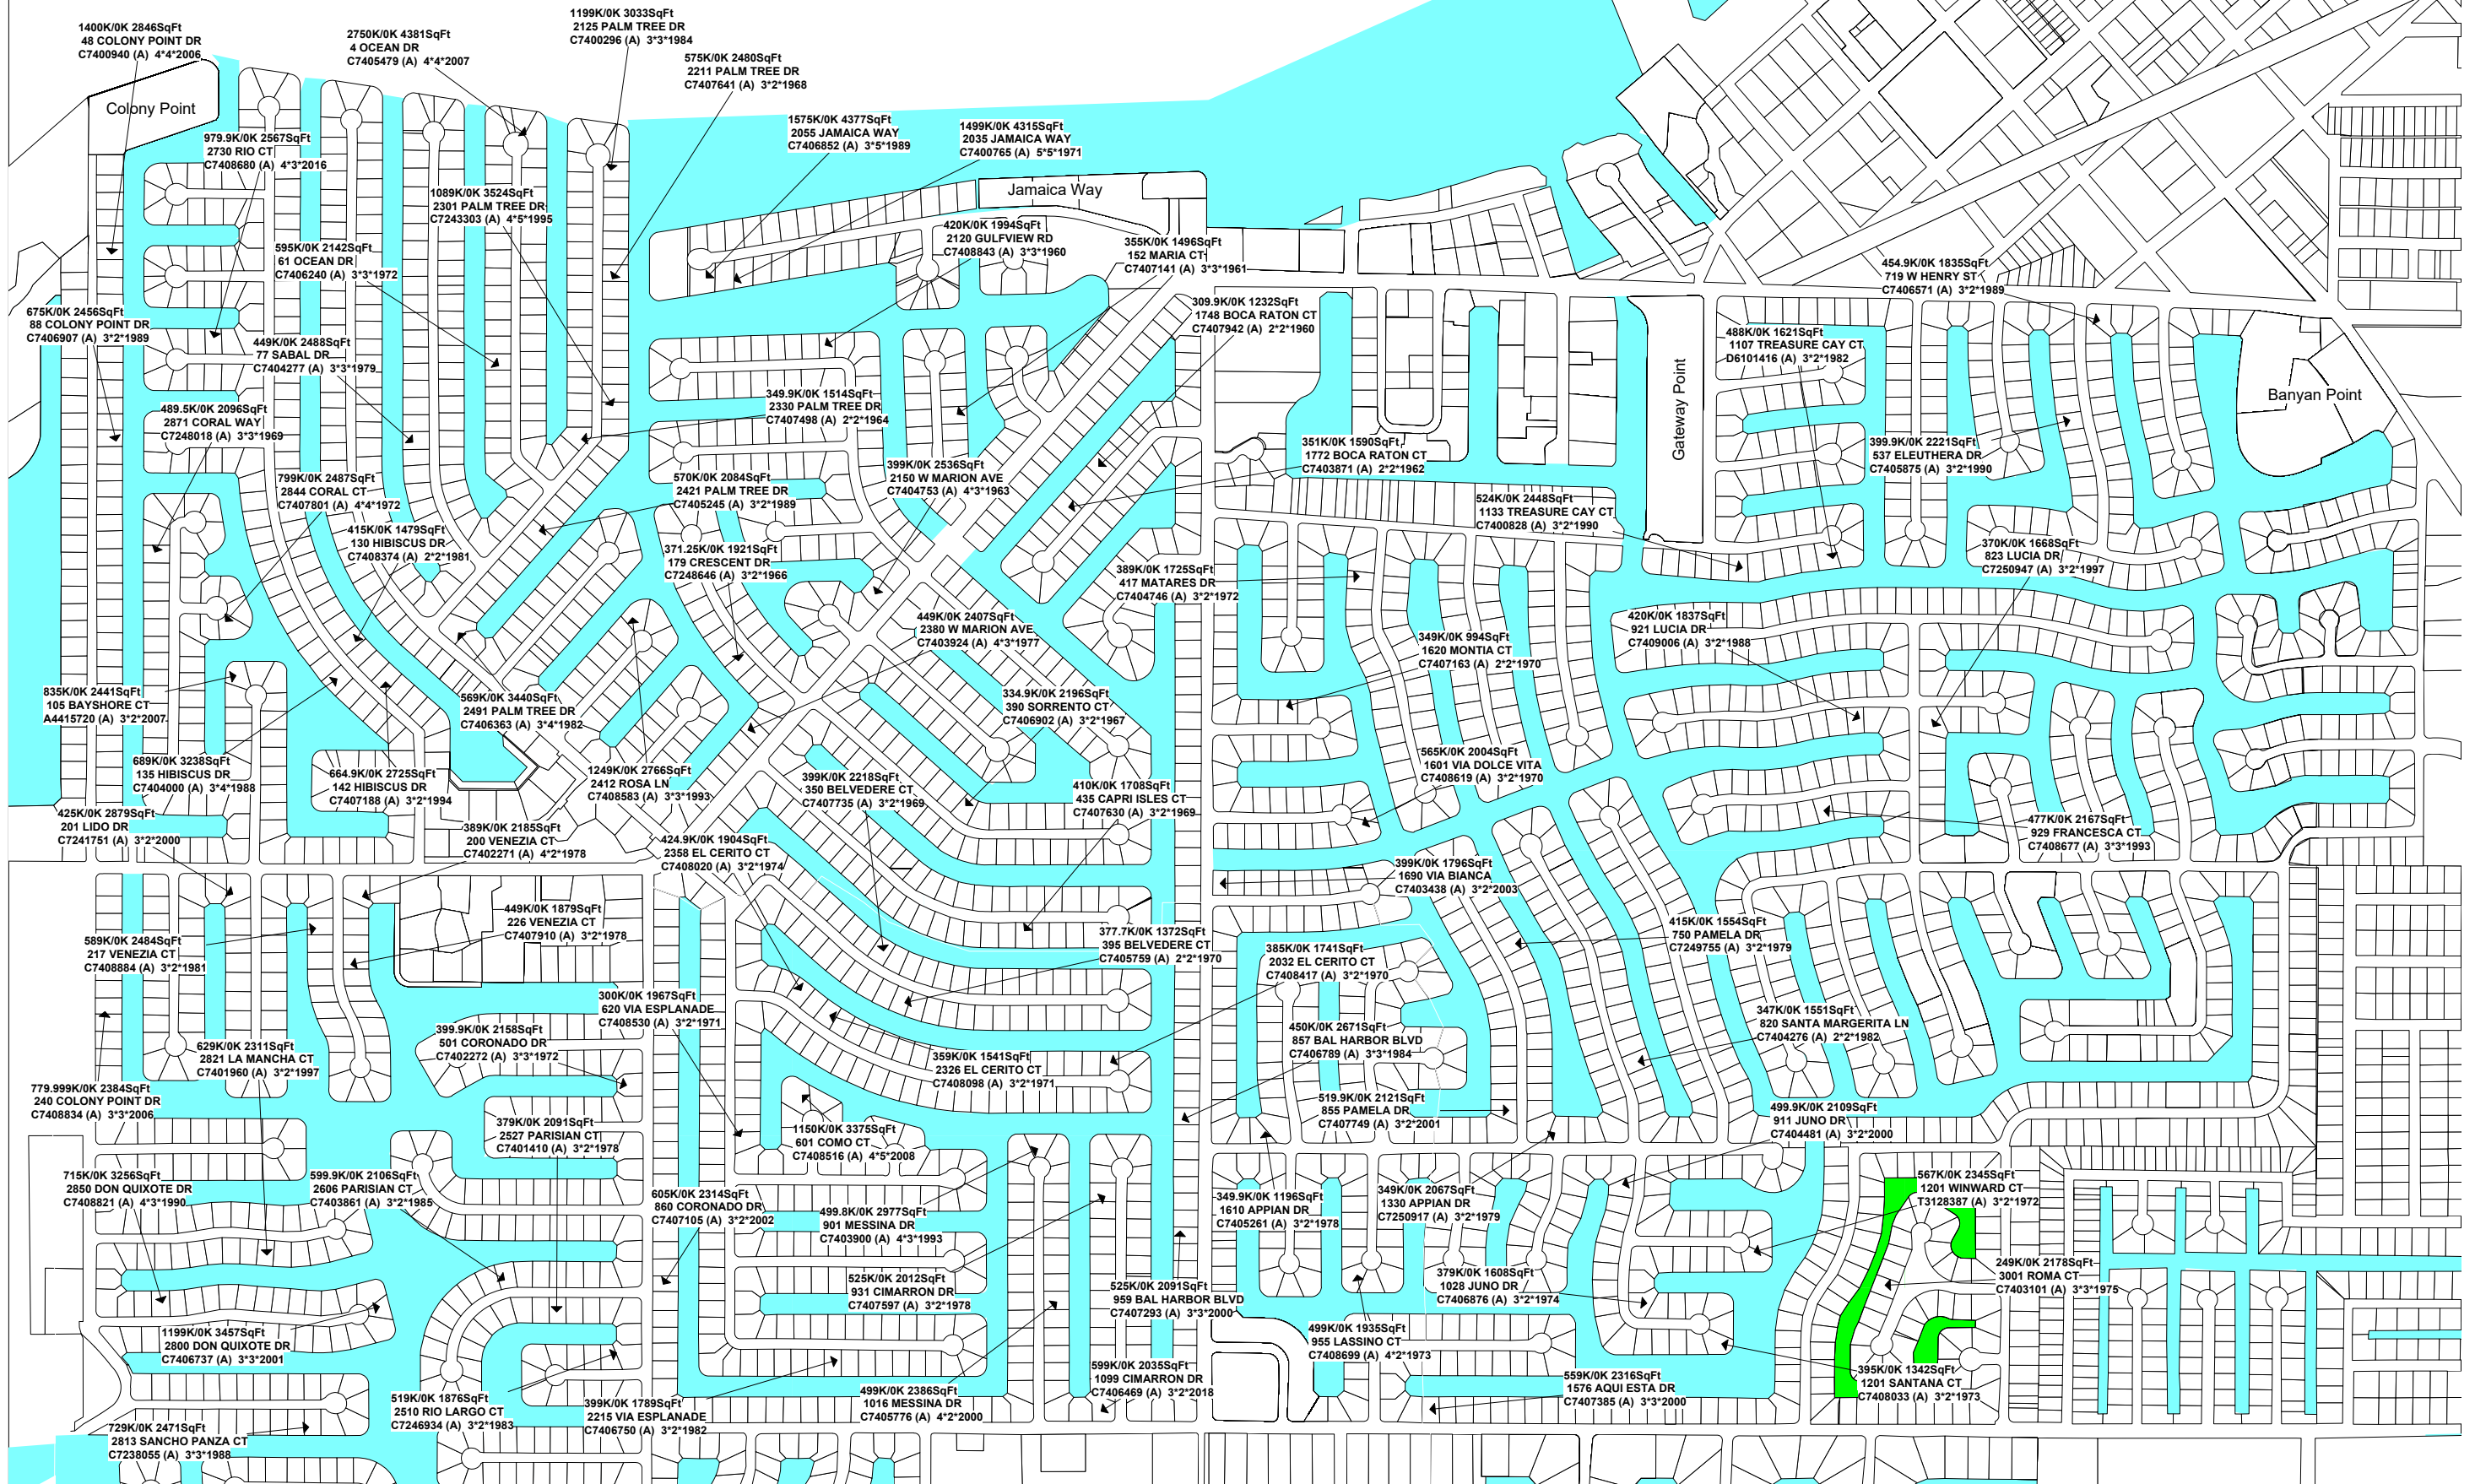 1400K/0K 2846SqFt
48 COLONY POINT DR
C7400940 (A) 4*4*2006
2750K/0K 4381SqFt
4 OCEAN DR
C7405479 (A) 4*4*2007
1199K/0K 3033SqFt
2125 PALM TREE DR
C7400296 (A) 3*3*1984
575K/0K 2480SqFt
2211 PALM TREE DR
C7407641 (A) 3*2*1968
Colony Point
979.9K/0K 2567SqFt
2730 RIO CT
C7408680 (A) 4*3*2016
1575K/0K 4377SqFt
2055 JAMAICA WAY
C7406852 (A) 3*5*1989
1499K/0K 4315SqFt
2035 JAMAICA WAY
C7400765 (A) 5*5*1971
Jamaica Way
1089K/0K 3524SqFt
2301 PALM TREE DR
C7243303 (A) 4*5*1995
595K/0K 2142SqFt
61 OCEAN DR
C7406240 (A) 3*3*1972
420K/0K 1994SqFt
2120 GULFVIEW RD
C7408843 (A) 3*3*1960
355K/0K 1496SqFt
152 MARIA CT
C7407141 (A) 3*3*1961
454.9K/0K 1835SqFt
719 W HENRY ST
C7406571 (A) 3*2*1989
675K/0K 2456SqFt
88 COLONY POINT DR
C7406907 (A) 3*2*1989
309.9K/0K 1232SqFt
1748 BOCA RATON CT
C7407942 (A) 2*2*1960
449K/0K 2488SqFt
77 SABAL DR
C7404277 (A) 3*3*1979
488K/0K 1621SqFt
1107 TREASURE CAY CT
D6101416 (A) 3*2*1982
Gateway Point
Banyan Point
349.9K/0K 1514SqFt
2330 PALM TREE DR
C7407498 (A) 2*2*1964
489.5K/0K 2096SqFt
2871 CORAL WAY
C7248018 (A) 3*3*1969
351K/0K 1590SqFt
1772 BOCA RATON CT
C7403871 (A) 2*2*1962
399.9K/0K 2221SqFt
537 ELEUTHERA DR
C7405875 (A) 3*2*1990
799K/0K 2487SqFt
2844 CORAL CT
C7407801 (A) 4*4*1972
570K/0K 2084SqFt
2421 PALM TREE DR
C7405245 (A) 3*2*1989
399K/0K 2536SqFt
2150 W MARION AVE
C7404753 (A) 4*3*1963
524K/0K 2448SqFt
1133 TREASURE CAY CT
C7400828 (A) 3*2*1990
415K/0K 1479SqFt
130 HIBISCUS DR
C7408374 (A) 2*2*1981
371.25K/0K 1921SqFt
179 CRESCENT DR
C7248646 (A) 3*2*1966
370K/0K 1668SqFt
823 LUCIA DR
C7250947 (A) 3*2*1997
389K/0K 1725SqFt
417 MATARES DR
C7404746 (A) 3*2*1972
449K/0K 2407SqFt
2380 W MARION AVE
C7403924 (A) 4*3*1977
420K/0K 1837SqFt
921 LUCIA DR
C7409006 (A) 3*2*1988
349K/0K 994SqFt
1620 MONTIA CT
C7407163 (A) 2*2*1970
835K/0K 2441SqFt
105 BAYSHORE CT
A4415720 (A) 3*2*2007
569K/0K 3440SqFt
2491 PALM TREE DR
C7406363 (A) 3*4*1982
334.9K/0K 2196SqFt
390 SORRENTO CT
C7406902 (A) 3*2*1967
689K/0K 3238SqFt
135 HIBISCUS DR
C7404000 (A) 3*4*1988
664.9K/0K 2725SqFt
142 HIBISCUS DR
C7407188 (A) 3*2*1994
1249K/0K 2766SqFt
2412 ROSA LN
C7408583 (A) 3*3*1993
399K/0K 2218SqFt
350 BELVEDERE CT
C7407735 (A) 3*2*1969
565K/0K 2004SqFt
1601 VIA DOLCE VITA
C7408619 (A) 3*2*1970
410K/0K 1708SqFt
435 CAPRI ISLES CT
C7407630 (A) 3*2*1969
425K/0K 2879SqFt
201 LIDO DR
C7241751 (A) 3*2*2000
389K/0K 2185SqFt
200 VENEZIA CT
C7402271 (A) 4*2*1978
424.9K/0K 1904SqFt
2358 EL CERITO CT
C7408020 (A) 3*2*1974
477K/0K 2167SqFt
929 FRANCESCA CT
C7408677 (A) 3*3*1993
399K/0K 1796SqFt
1690 VIA BIANCA
C7403438 (A) 3*2*2003
449K/0K 1879SqFt
226 VENEZIA CT
C7407910 (A) 3*2*1978
377.7K/0K 1372SqFt
395 BELVEDERE CT
C7405759 (A) 2*2*1970
415K/0K 1554SqFt
750 PAMELA DR
C7249755 (A) 3*2*1979
589K/0K 2484SqFt
217 VENEZIA CT
C7408884 (A) 3*2*1981
385K/0K 1741SqFt
2032 EL CERITO CT
C7408417 (A) 3*2*1970
300K/0K 1967SqFt
620 VIA ESPLANADE
C7408530 (A) 3*2*1971
347K/0K 1551SqFt
820 SANTA MARGERITA LN
C7404276 (A) 2*2*1982
399.9K/0K 2158SqFt
501 CORONADO DR
C7402272 (A) 3*3*1972
450K/0K 2671SqFt
857 BAL HARBOR BLVD
C7406789 (A) 3*3*1984
629K/0K 2311SqFt
2821 LA MANCHA CT
C7401960 (A) 3*2*1997
359K/0K 1541SqFt
2326 EL CERITO CT
C7408098 (A) 3*2*1971
779.999K/0K 2384SqFt
240 COLONY POINT DR
C7408834 (A) 3*3*2006
519.9K/0K 2121SqFt
855 PAMELA DR
C7407749 (A) 3*2*2001
499.9K/0K 2109SqFt
911 JUNO DR
C7404481 (A) 3*2*2000
379K/0K 2091SqFt
2527 PARISIAN CT
C7401410 (A) 3*2*1978
1150K/0K 3375SqFt
601 COMO CT
C7408516 (A) 4*5*2008
715K/0K 3256SqFt
2850 DON QUIXOTE DR
C7408821 (A) 4*3*1990
599.9K/0K 2106SqFt
2606 PARISIAN CT
C7403861 (A) 3*2*1985
605K/0K 2314SqFt
860 CORONADO DR
C7407105 (A) 3*2*2002
499.8K/0K 2977SqFt
901 MESSINA DR
C7403900 (A) 4*3*1993
349.9K/0K 1196SqFt
1610 APPIAN DR
C7405261 (A) 3*2*1978
349K/0K 2067SqFt
1330 APPIAN DR
C7250917 (A) 3*2*1979
567K/0K 2345SqFt
1201 WINWARD CT
T3128387 (A) 3*2*1972
249K/0K 2178SqFt
3001 ROMA CT
C7403101 (A) 3*3*1975
525K/0K 2012SqFt
931 CIMARRON DR
C7407597 (A) 3*2*1978
525K/0K 2091SqFt
959 BAL HARBOR BLVD
C7407293 (A) 3*3*2000
379K/0K 1608SqFt
1028 JUNO DR
C7406876 (A) 3*2*1974
1199K/0K 3457SqFt
2800 DON QUIXOTE DR
C7406737 (A) 3*3*2001
499K/0K 1935SqFt
955 LASSINO CT
C7408699 (A) 4*2*1973
599K/0K 2035SqFt
1099 CIMARRON DR
C7406469 (A) 3*2*2018
559K/0K 2316SqFt
1576 AQUI ESTA DR
C7407385 (A) 3*3*2000
395K/0K 1342SqFt
1201 SANTANA CT
C7408033 (A) 3*2*1973
519K/0K 1876SqFt
2510 RIO LARGO CT
C7246934 (A) 3*2*1983
399K/0K 1789SqFt
2215 VIA ESPLANADE
C7406750 (A) 3*2*1982
499K/0K 2386SqFt
1016 MESSINA DR
C7405776 (A) 4*2*2000
729K/0K 2471SqFt
2813 SANCHO PANZA CT
C7238055 (A) 3*3*1988